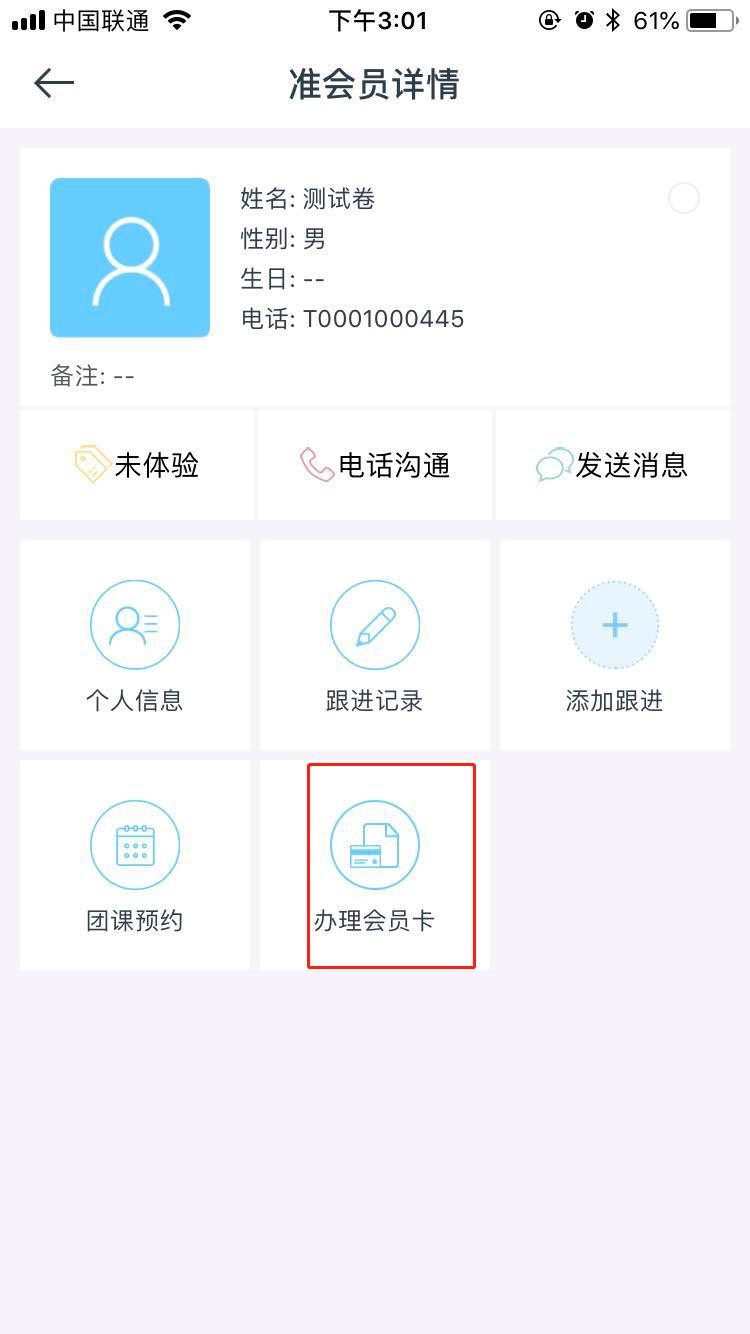 中国联通 下午3:01 61%
准会员详情
姓名: 测试卷
性别: 男
生日: --
电话: T0001000445
备注: --
未体验 电话沟通 发送消息
个人信息 跟进记录 添加跟进
团课预约 办理会员卡